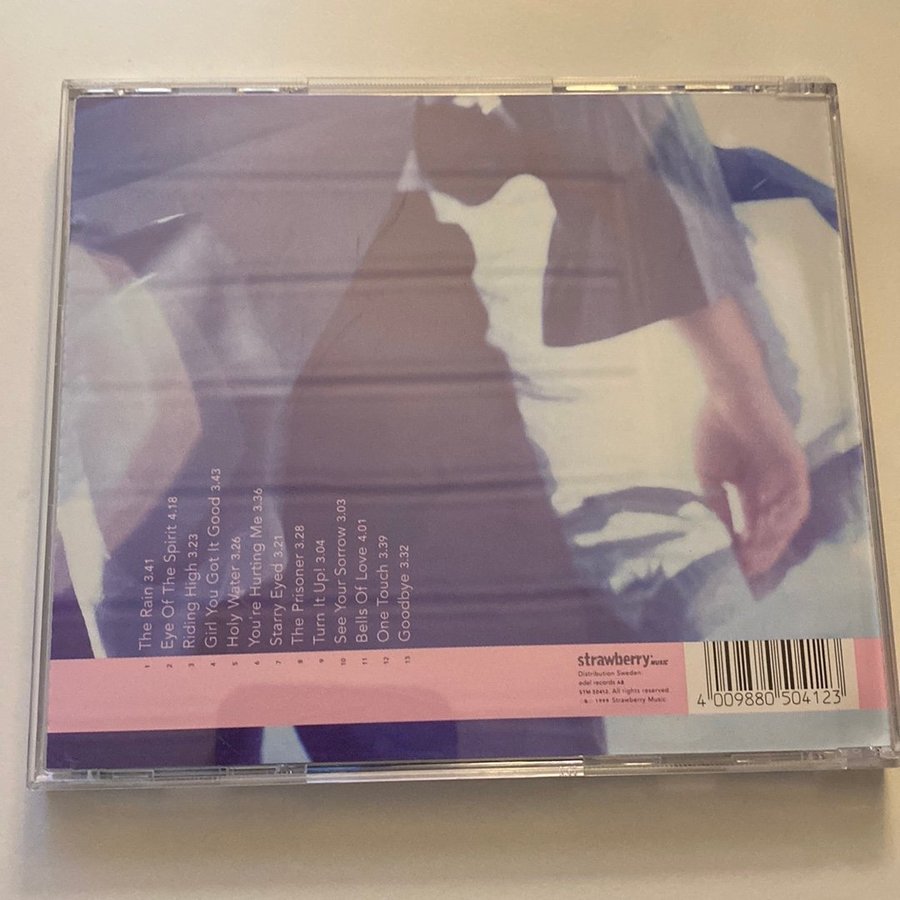 1 The Rain 3.41
2 Eye Of The Spirit 4.18
3 Riding High 3.23
4 Girl You Got It Good 3.43
5 Holy Water 3.26
6 You're Hurting Me 3.36
7 Starry Eyed 3.21
8 The Prisoner 3.28
9 Turn It Up! 3.04
10 See Your Sorrow 3.03
11 Bells Of Love 4.01
12 One Touch 3.39
13 Goodbye 3.32
strawberry MUSIC
Distribution Sweden:
edel records AB
STM 50412. All rights reserved
℗ © 1999 Strawberry Music
4 009880 504123